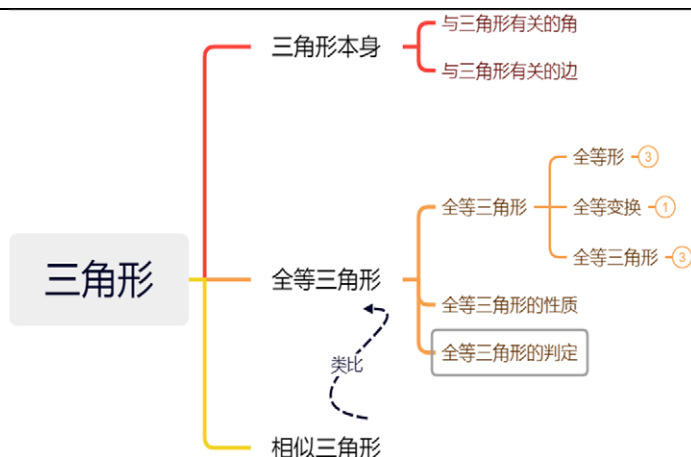 三角形本身
与三角形有关的角
与三角形有关的边
三角形
全等三角形
全等三角形
全等形
3
全等变换
1
全等三角形
3
全等三角形的性质
全等三角形的判定
类比
相似三角形